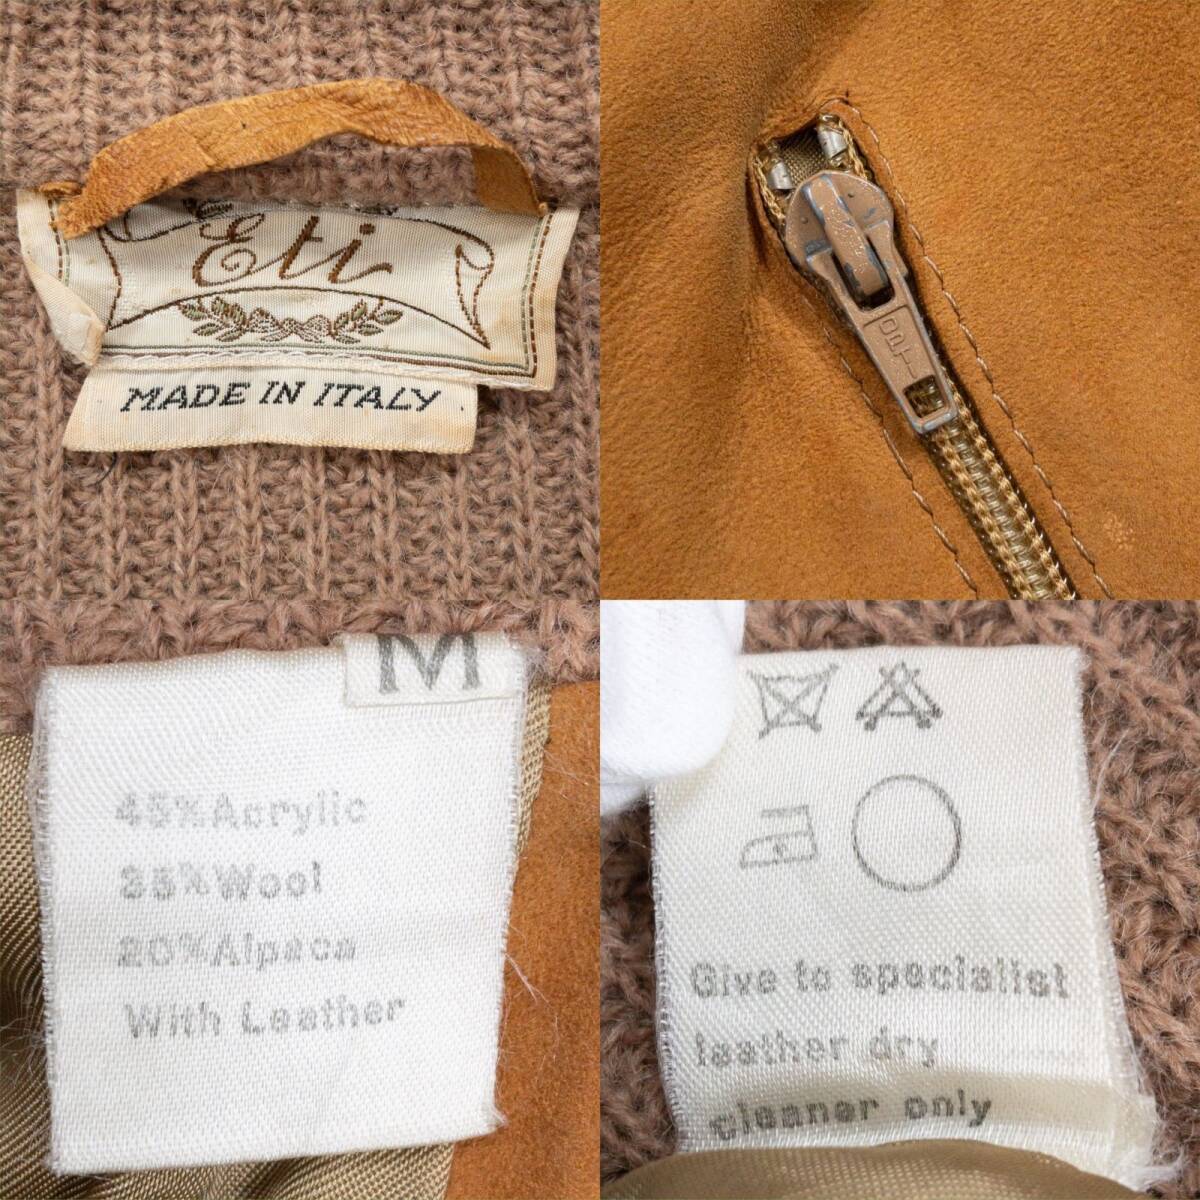 Eti
MADE IN ITALY
OPTI
M
45%Acrylic
35%Wool
20%Alpaca
With Leather
Give to specialist
leather dry
cleaner only